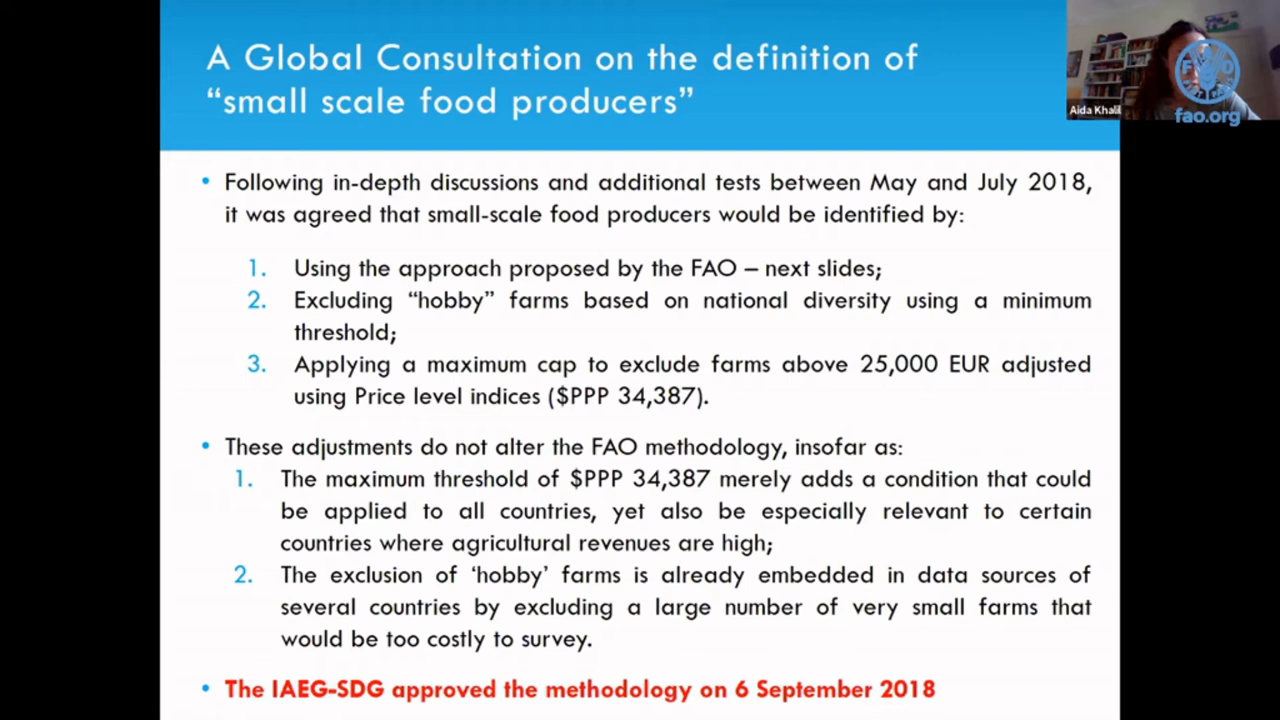 A Global Consultation on the definition of
“small scale food producers”
Aida Khalil
F O
fao.org
• Following in-depth discussions and additional tests between May and July 2018,
it was agreed that small-scale food producers would be identified by:
1. Using the approach proposed by the FAO – next slides;
2. Excluding “hobby” farms based on national diversity using a minimum
threshold;
3. Applying a maximum cap to exclude farms above 25,000 EUR adjusted
using Price level indices ($PPP 34,387).
• These adjustments do not alter the FAO methodology, insofar as:
1. The maximum threshold of $PPP 34,387 merely adds a condition that could
be applied to all countries, yet also be especially relevant to certain
countries where agricultural revenues are high;
2. The exclusion of ‘hobby’ farms is already embedded in data sources of
several countries by excluding a large number of very small farms that
would be too costly to survey.
• The IAEG-SDG approved the methodology on 6 September 2018